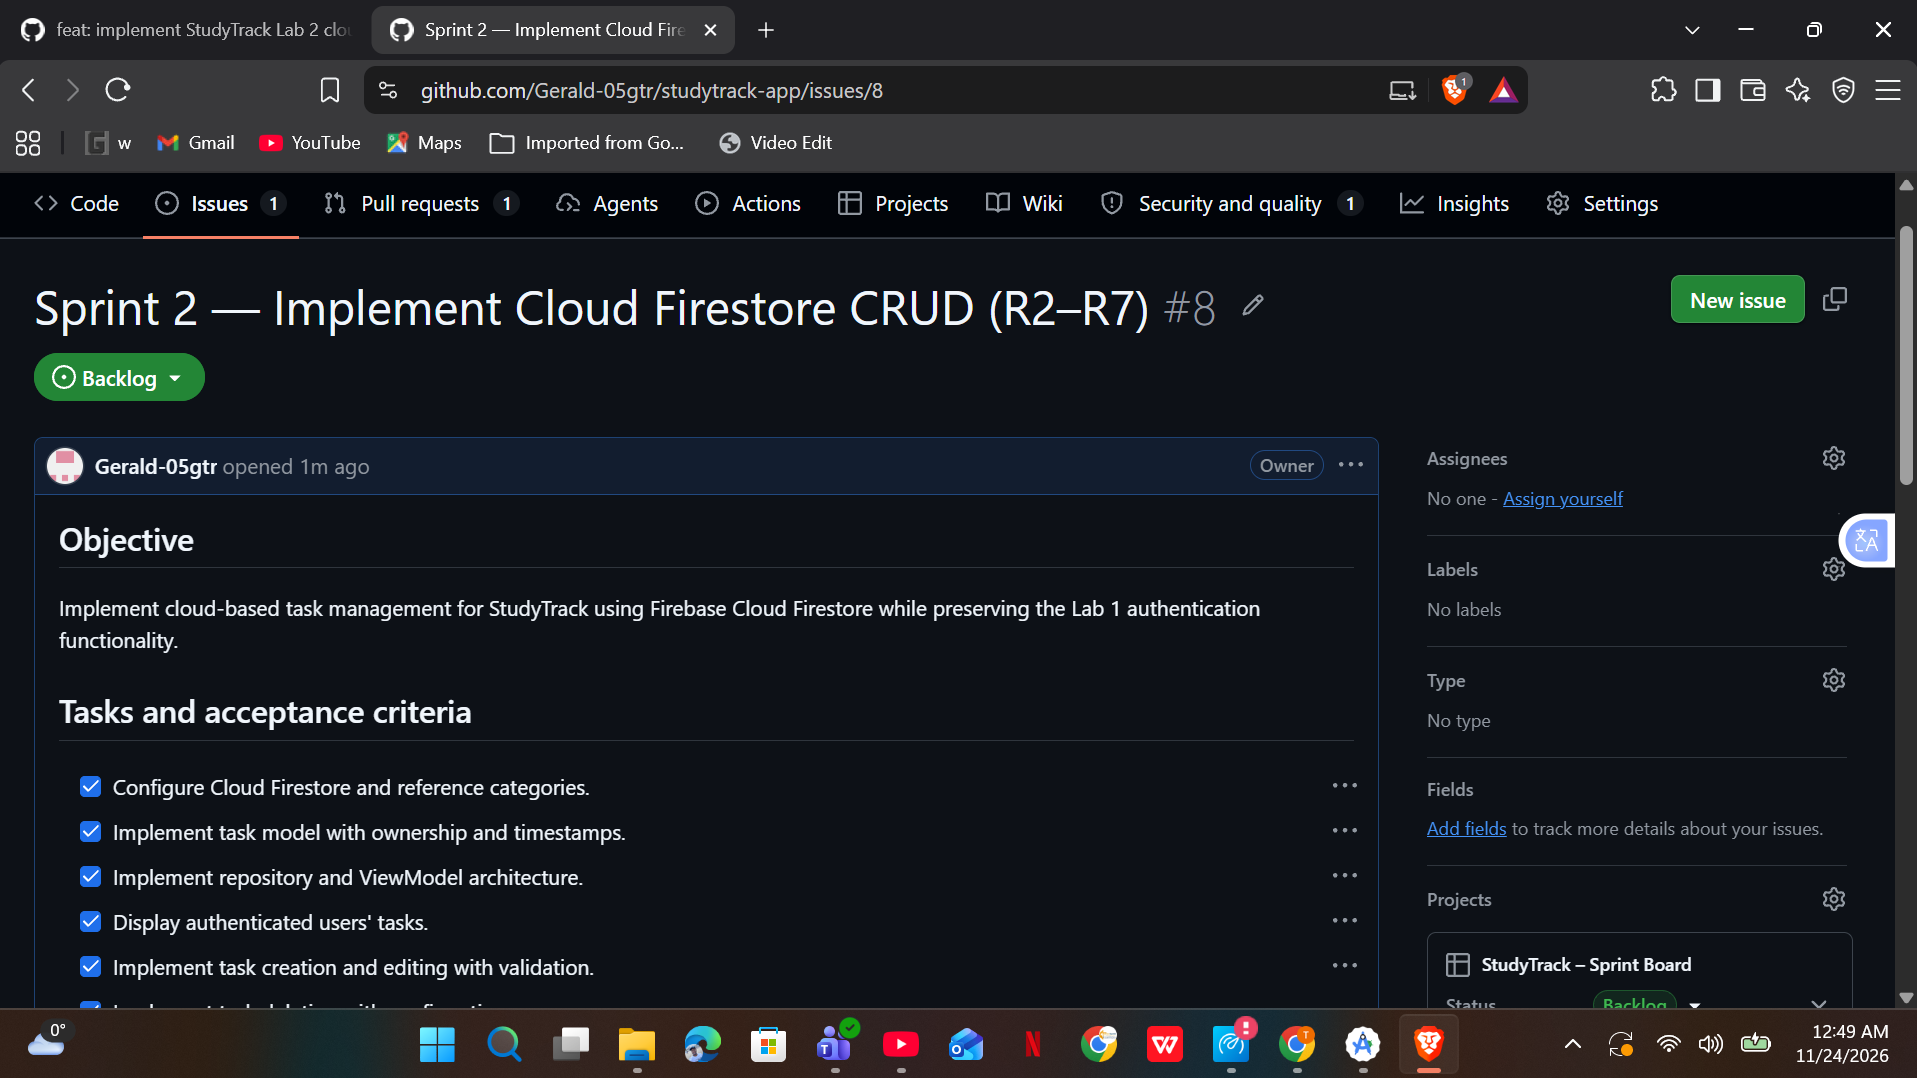 feat: implement StudyTrack Lab 2 clou
Sprint 2 — Implement Cloud Fire
github.com/Gerald-05gtr/studytrack-app/issues/8
1
w
Gmail
YouTube
Maps
Imported from Go...
Video Edit
Code
Issues 1
Pull requests 1
Agents
Actions
Projects
Wiki
Security and quality 1
Insights
Settings
Sprint 2 — Implement Cloud Firestore CRUD (R2–R7) #8
New issue
Backlog
Gerald-05gtr opened 1m ago
Owner
Objective
Implement cloud-based task management for StudyTrack using Firebase Cloud Firestore while preserving the Lab 1 authentication
functionality.
Tasks and acceptance criteria
Configure Cloud Firestore and reference categories.
Implement task model with ownership and timestamps.
Implement repository and ViewModel architecture.
Display authenticated users' tasks.
Implement task creation and editing with validation.
Assignees
No one - Assign yourself
Labels
No labels
Type
No type
Fields
Add fields to track more details about your issues.
Projects
StudyTrack – Sprint Board
Status
Backlog
0°
12:49 AM
11/24/2026